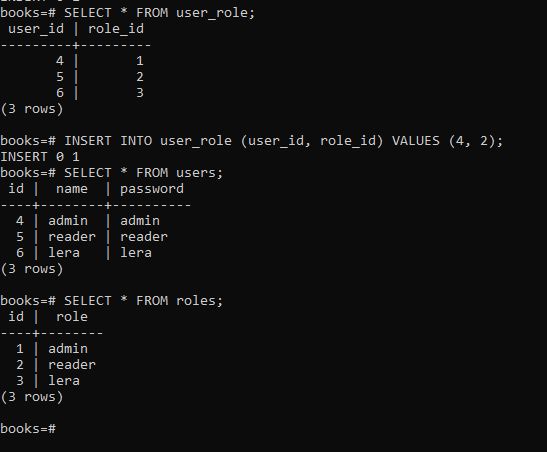 books=# SELECT * FROM user_role;
 user_id | role_id
---------+---------
       4 |       1
       5 |       2
       6 |       3
(3 rows)

books=# INSERT INTO user_role (user_id, role_id) VALUES (4, 2);
INSERT 0 1
books=# SELECT * FROM users;
 id |  name  | password
----+--------+----------
  4 | admin  | admin
  5 | reader | reader
  6 | lera   | lera
(3 rows)

books=# SELECT * FROM roles;
 id |  role
----+--------
  1 | admin
  2 | reader
  3 | lera
(3 rows)

books=#